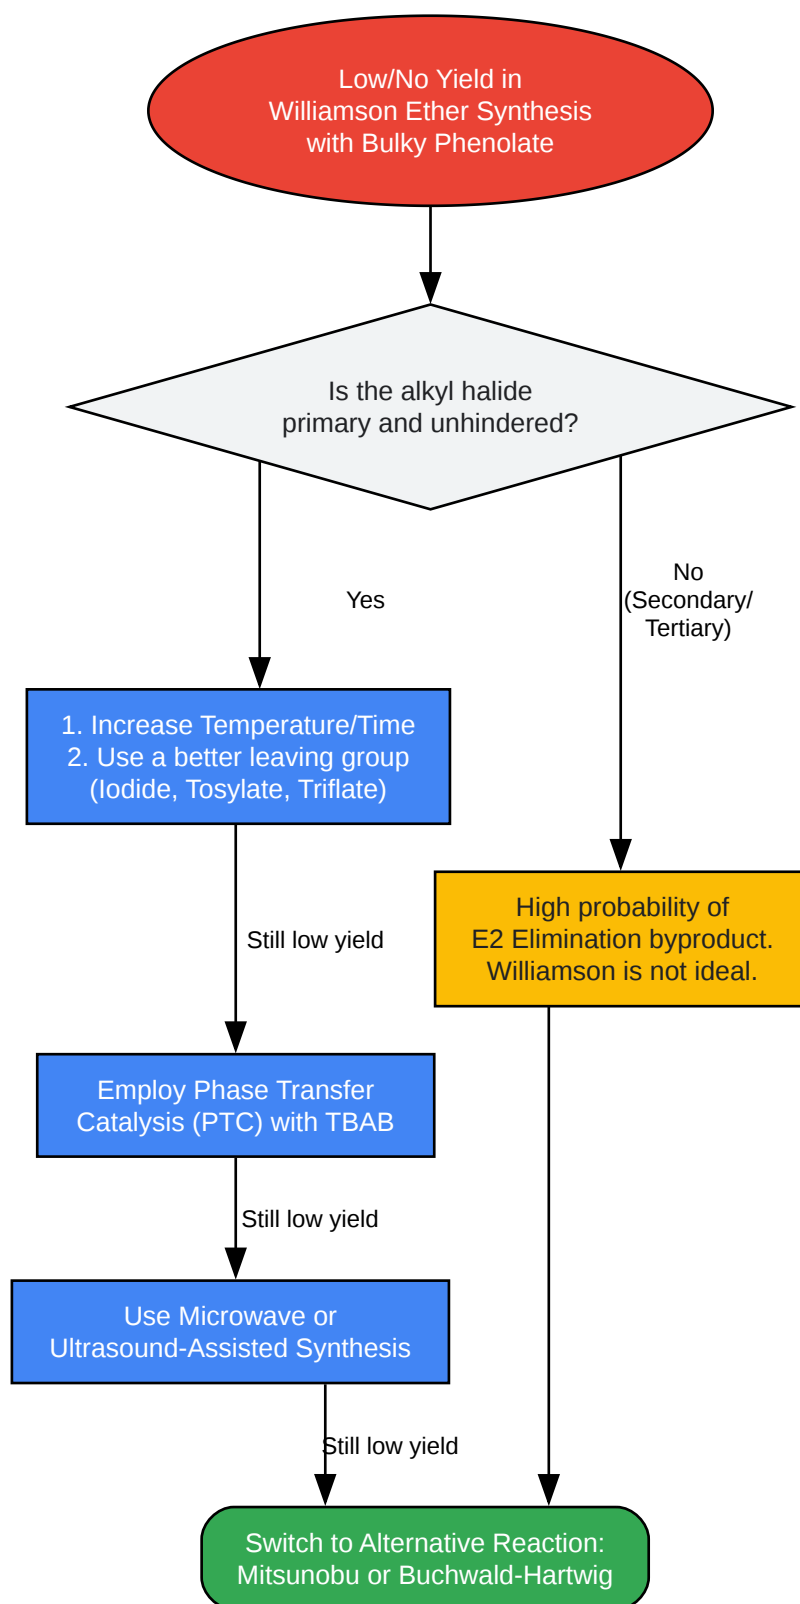 Low/No Yield in
Williamson Ether Synthesis
with Bulky Phenolate
Is the alkyl halide
primary and unhindered?
Yes
No
(Secondary/
Tertiary)
1. Increase Temperature/Time
2. Use a better leaving group
(Iodide, Tosylate, Triflate)
High probability of
E2 Elimination byproduct.
Williamson is not ideal.
Still low yield
Employ Phase Transfer
Catalysis (PTC) with TBAB
Still low yield
Use Microwave or
Ultrasound-Assisted Synthesis
Still low yield
Switch to Alternative Reaction:
Mitsunobu or Buchwald-Hartwig